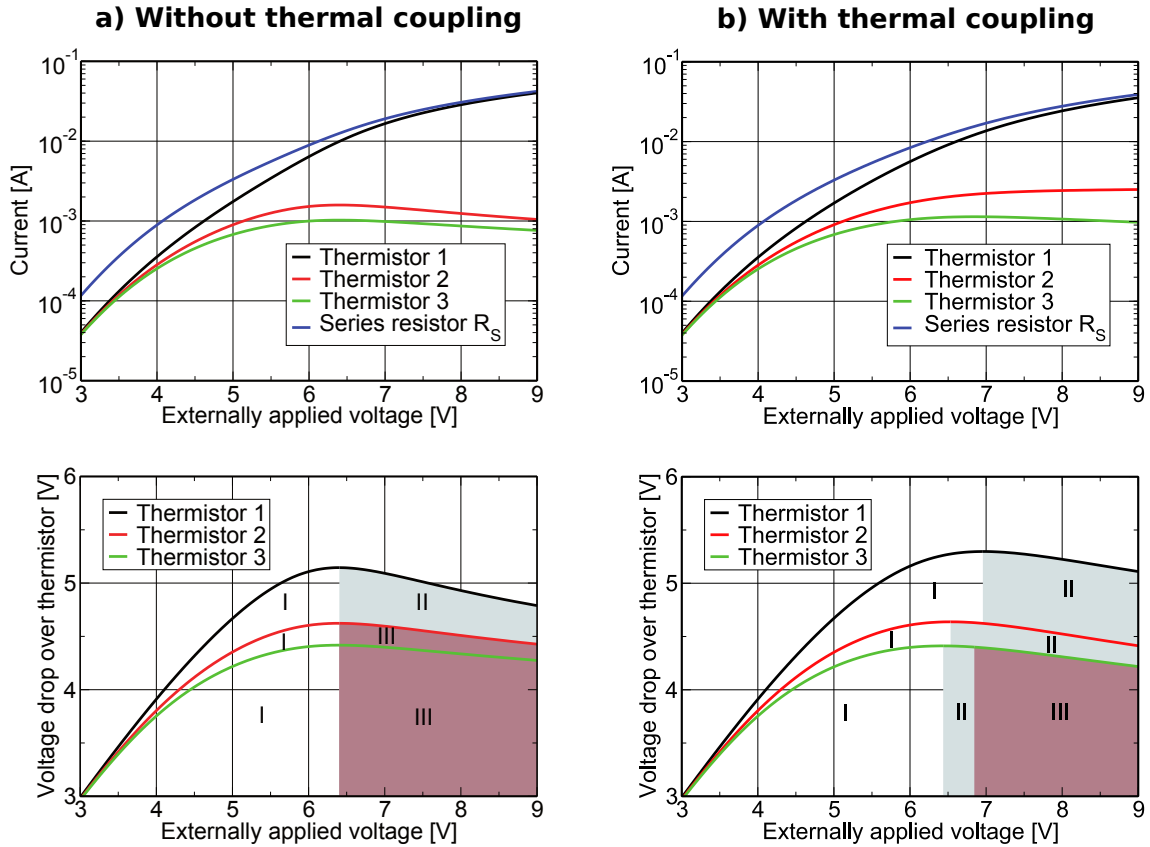 a) Without thermal coupling
b) With thermal coupling
10⁻¹
10⁻²
10⁻³
10⁻⁴
10⁻⁵
Current [A]
Thermistor 1
Thermistor 2
Thermistor 3
Series resistor R_S
3 4 5 6 7 8 9
Externally applied voltage [V]
10⁻¹
10⁻²
10⁻³
10⁻⁴
10⁻⁵
Current [A]
Thermistor 1
Thermistor 2
Thermistor 3
Series resistor R_S
3 4 5 6 7 8 9
Externally applied voltage [V]
6
5
4
3
Voltage drop over thermistor [V]
Thermistor 1
Thermistor 2
Thermistor 3
I II
I III
I III
3 4 5 6 7 8 9
Externally applied voltage [V]
6
5
4
3
Voltage drop over thermistor [V]
Thermistor 1
Thermistor 2
Thermistor 3
I II
I II
I II III
3 4 5 6 7 8 9
Externally applied voltage [V]